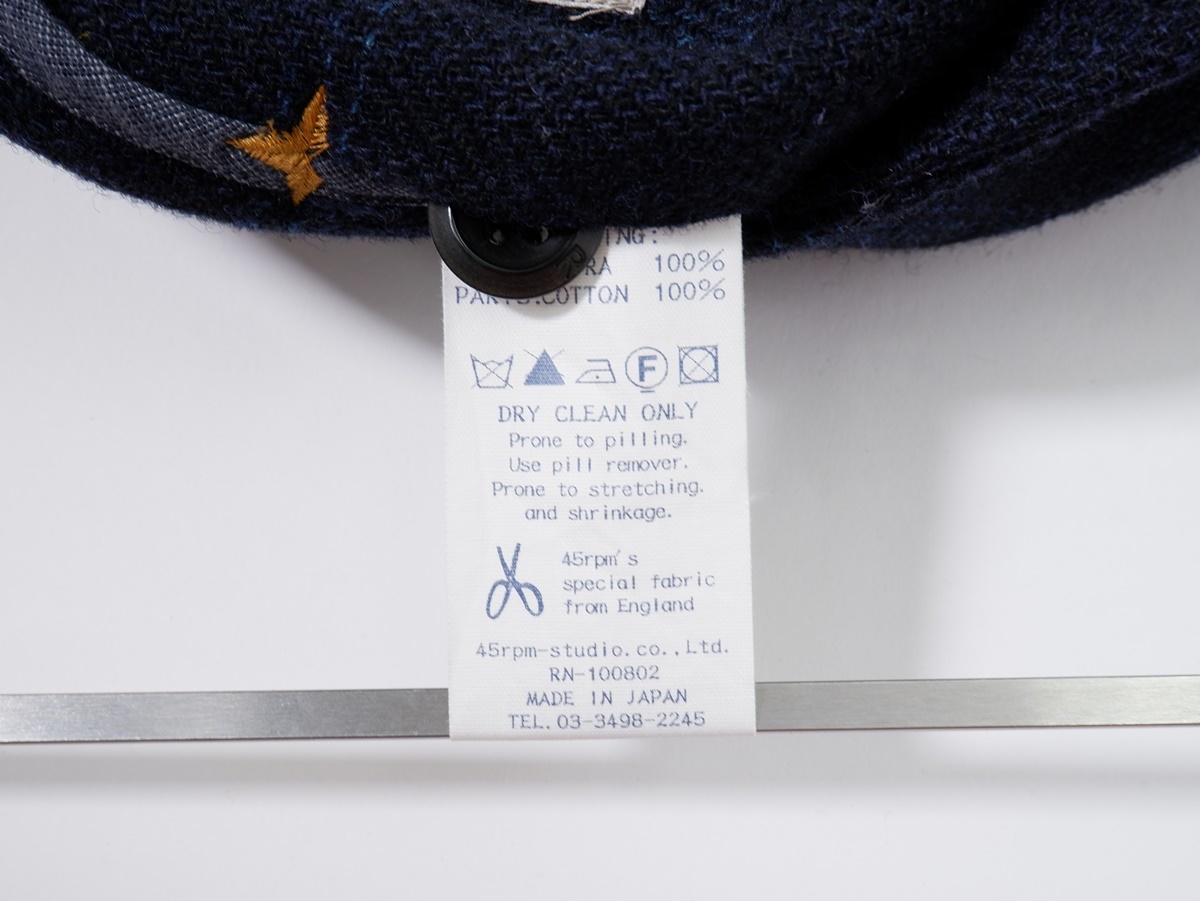 100%
COTTON 100%
F
DRY CLEAN ONLY
Prone to pilling.
Use pill remover.
Prone to stretching.
and shrinkage.
45rpm's
special fabric
from England
45rpm-studio.co.,Ltd.
RN-100802
MADE IN JAPAN
TEL.03-3498-2245